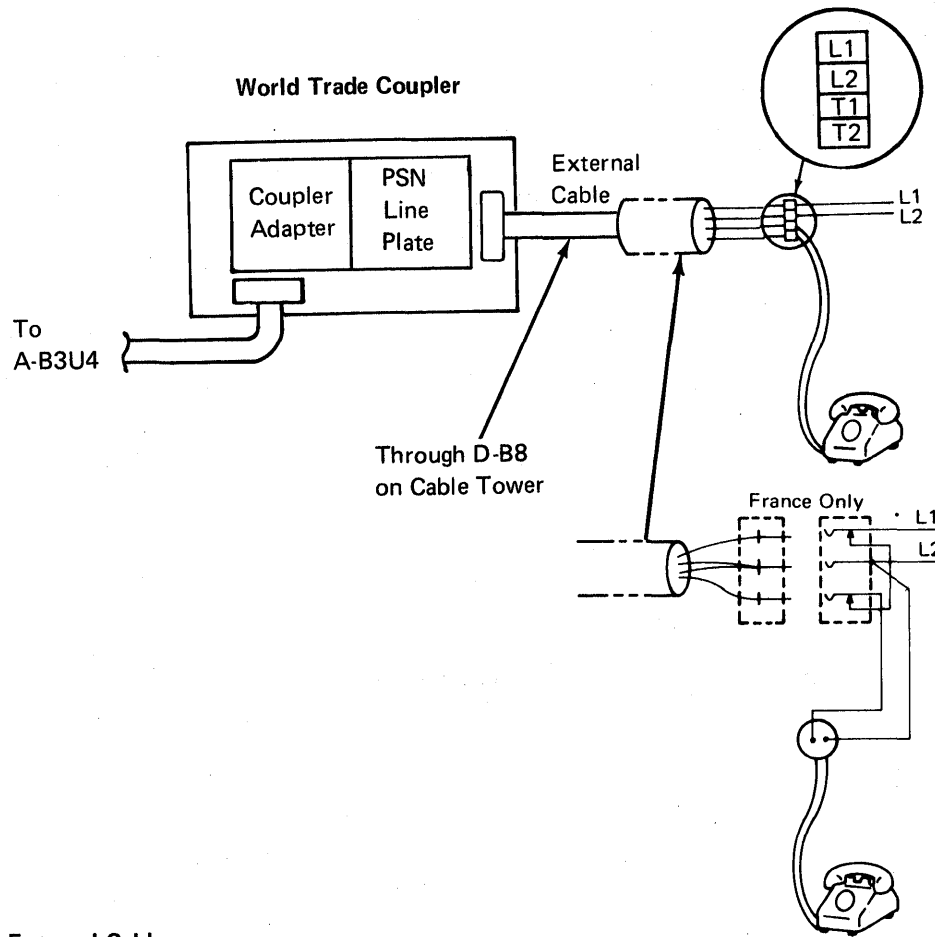 L1
L2
T1
T2
World Trade Coupler
External
Cable
Coupler
Adapter
PSN
Line
Plate
L1
L2
To
A-B3U4
Through D-B8
on Cable Tower
France Only
L1
L2